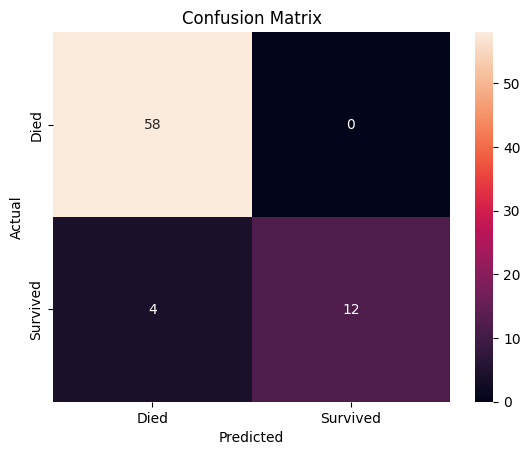 Confusion Matrix
Died
58
0
Actual
Survived
4
12
Died
Survived
Predicted
50
40
30
20
10
0